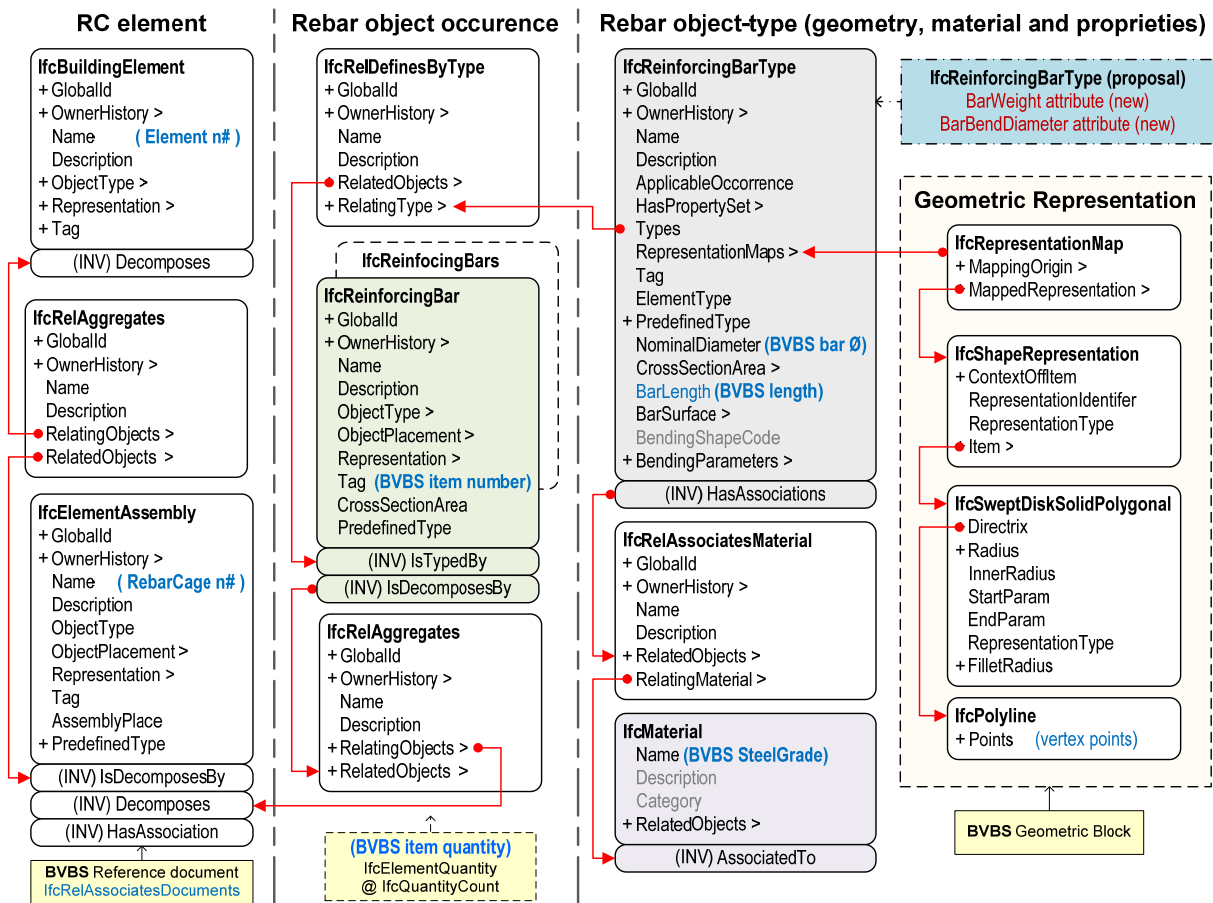 RC element
IfcBuildingElement
+ GlobalId
+ OwnerHistory >
Name ( Element n# )
Description
+ ObjectType >
+ Representation >
+ Tag
(INV) Decomposes
IfcRelAggregates
+ GlobalId
+ OwnerHistory >
Name
Description
+ RelatingObjects >
+ RelatedObjects >
IfcElementAssembly
+ GlobalId
+ OwnerHistory >
Name ( RebarCage n# )
Description
ObjectType
ObjectPlacement >
Representation >
Tag
AssemblyPlace
+ PredefinedType
(INV) IsDecomposesBy
(INV) Decomposes
(INV) HasAssociation
BVBS Reference document
IfcRelAssociatesDocuments
Rebar object occurence
IfcRelDefinesByType
+ GlobalId
+ OwnerHistory >
Name
Description
+ RelatedObjects >
+ RelatingType >
IfcReinfocingBars
IfcReinforcingBar
+ GlobalId
+ OwnerHistory >
Name
Description
ObjectType >
ObjectPlacement >
Representation >
Tag (BVBS item number)
CrossSectionArea
PredefinedType
(INV) IsTypedBy
(INV) IsDecomposesBy
IfcRelAggregates
+ GlobalId
+ OwnerHistory >
Name
Description
+ RelatingObjects >
+ RelatedObjects >
(BVBS item quantity)
IfcElementQuantity
@ IfcQuantityCount
Rebar object-type (geometry, material and proprieties)
IfcReinforcingBarType
+ GlobalId
+ OwnerHistory >
Name
Description
ApplicableOccorrence
HasPropertySet >
+ Types
RepresentationMaps >
Tag
ElementType
+ PredefinedType
NominalDiameter (BVBS bar Ø)
CrossSectionArea >
BarLength (BVBS length)
BarSurface >
BendingShapeCode
+ BendingParameters >
(INV) HasAssociations
IfcRelAssociatesMaterial
+ GlobalId
+ OwnerHistory >
Name
Description
+ RelatedObjects >
+ RelatingMaterial >
IfcMaterial
Name (BVBS SteelGrade)
Description
Category
+ RelatedObjects >
(INV) AssociatedTo
IfcReinforcingBarType (proposal)
BarWeight attribute (new)
BarBendDiameter attribute (new)
Geometric Representation
IfcRepresentationMap
+ MappingOrigin >
+ MappedRepresentation >
IfcShapeRepresentation
+ ContextOffItem
RepresentationIdentifer
RepresentationType
+ Item >
IfcSweptDiskSolidPolygonal
Directrix
+ Radius
InnerRadius
StartParam
EndParam
RepresentationType
+ FilletRadius
IfcPolyline
+ Points (vertex points)
BVBS Geometric Block